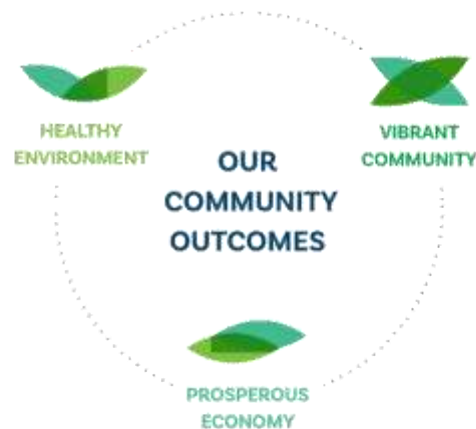 HEALTHY
ENVIRONMENT
VIBRANT
COMMUNITY
OUR
COMMUNITY
OUTCOMES
PROSPEROUS
ECONOMY